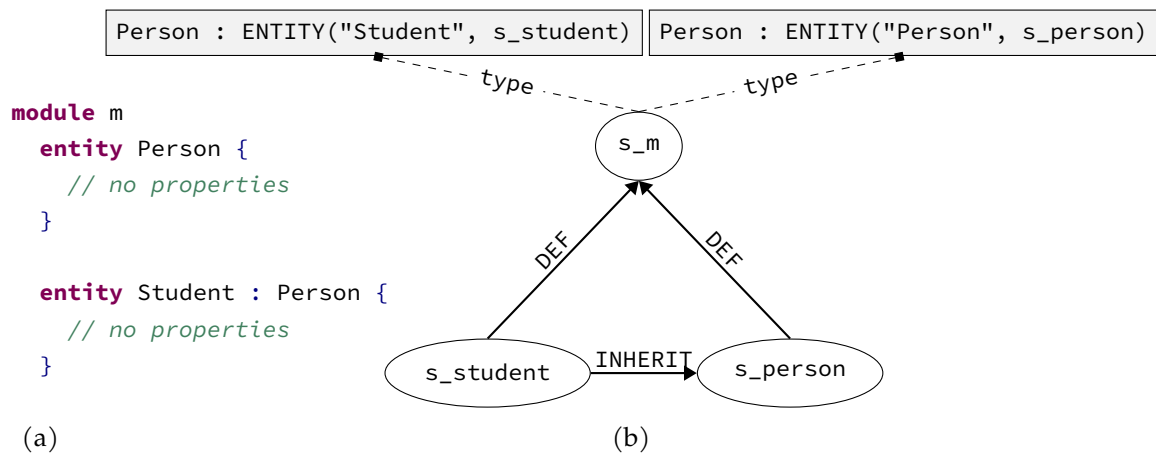 Person : ENTITY("Student", s_student)
Person : ENTITY("Person", s_person)
type
type
module m
entity Person {
// no properties
}
entity Student : Person {
// no properties
}
s_m
DEF
DEF
s_student
INHERIT
s_person
(a)
(b)